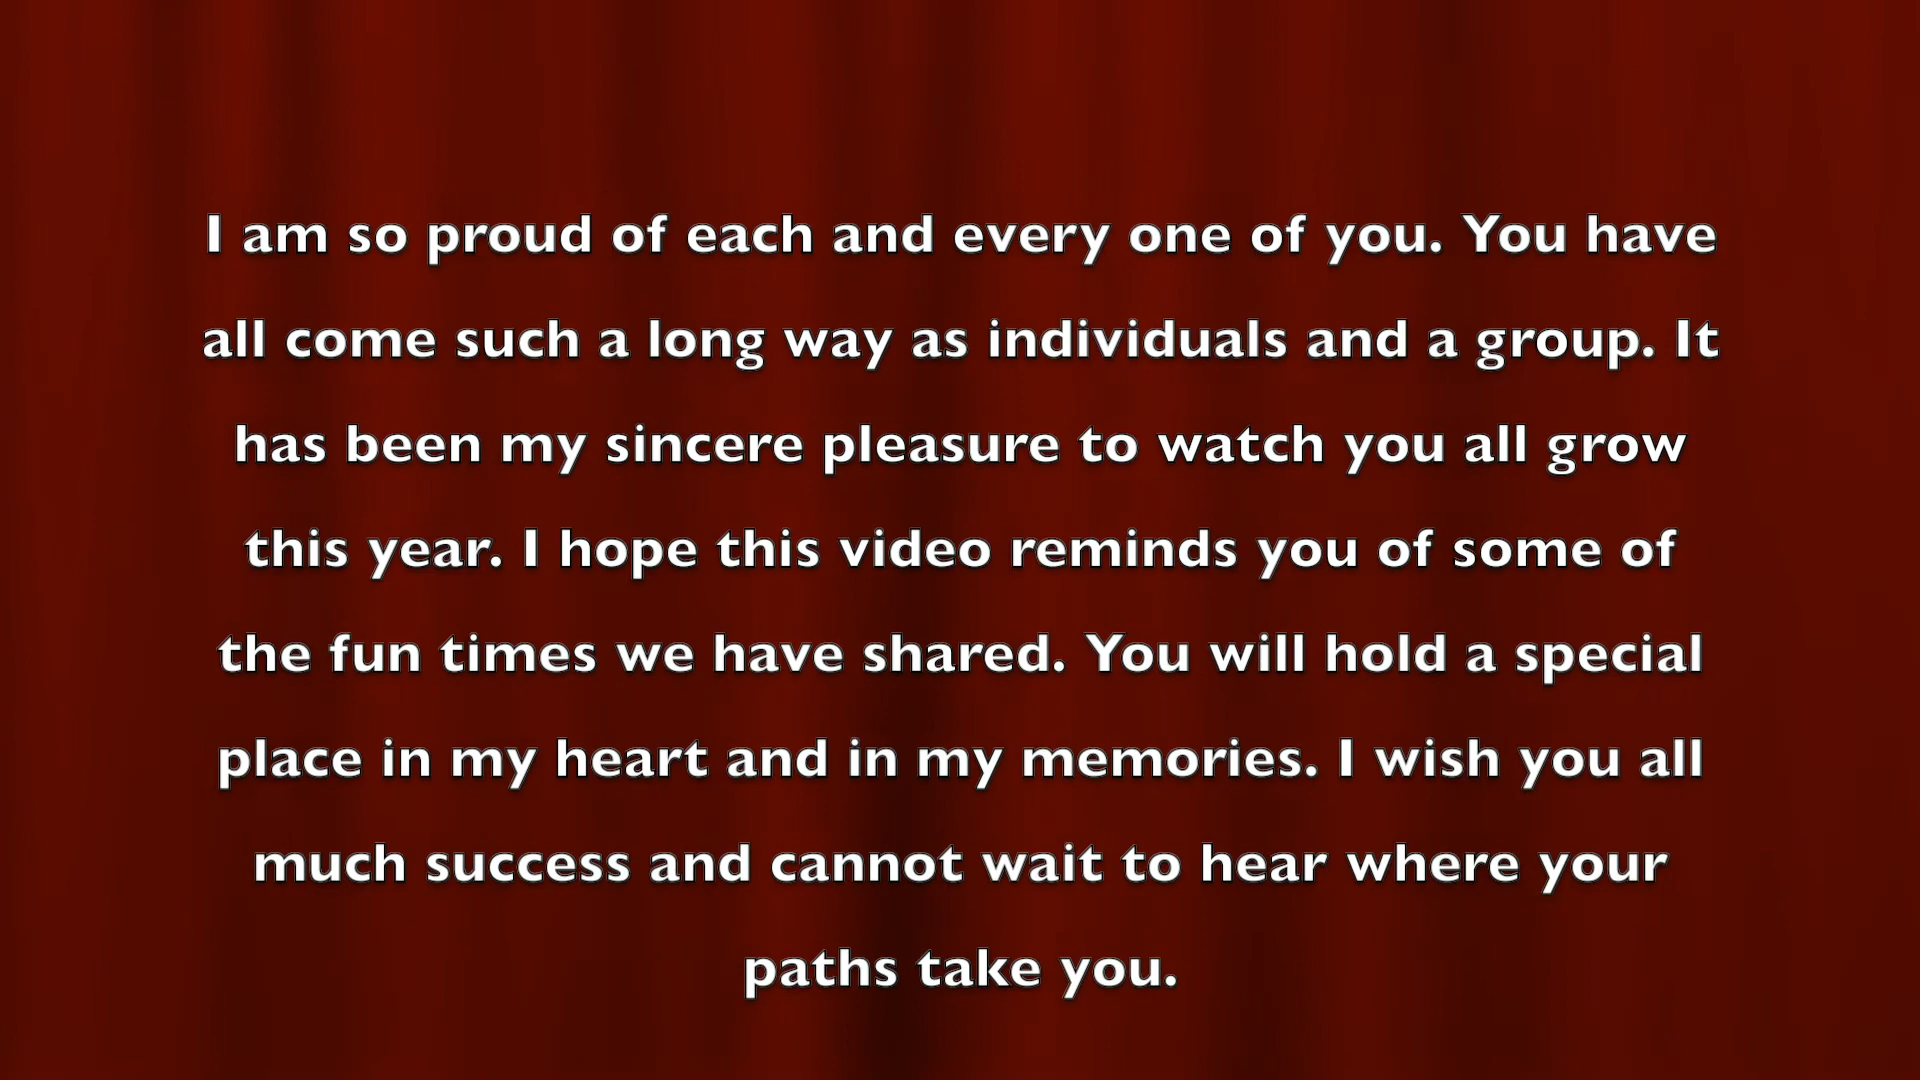 I am so proud of each and every one of you. You have
all come such a long way as individuals and a group. It
has been my sincere pleasure to watch you all grow
this year. I hope this video reminds you of some of
the fun times we have shared. You will hold a special
place in my heart and in my memories. I wish you all
much success and cannot wait to hear where your
paths take you.